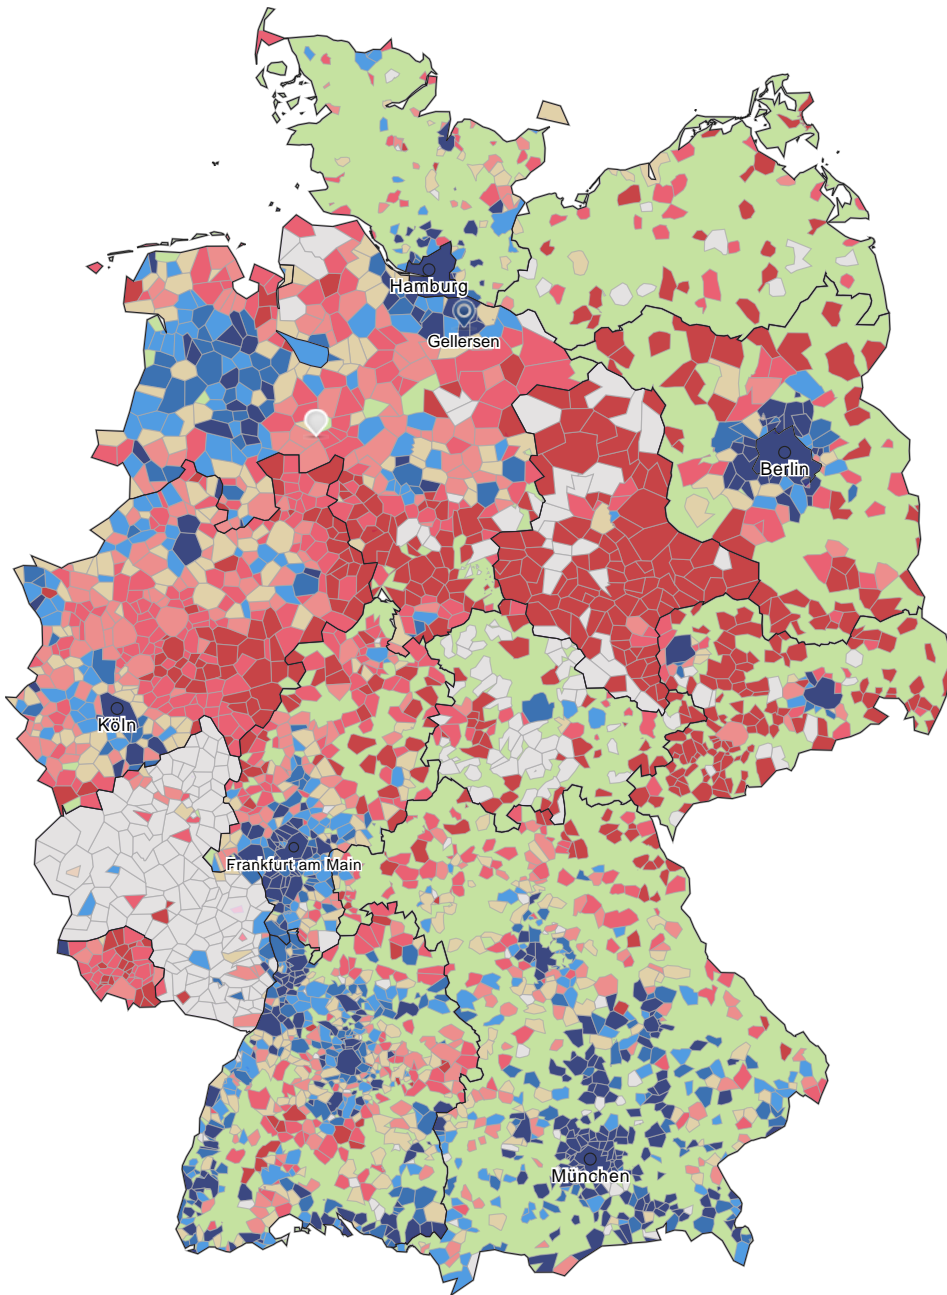 Hamburg
Gellersen
Berlin
Köln
Frankfurt am Main
München